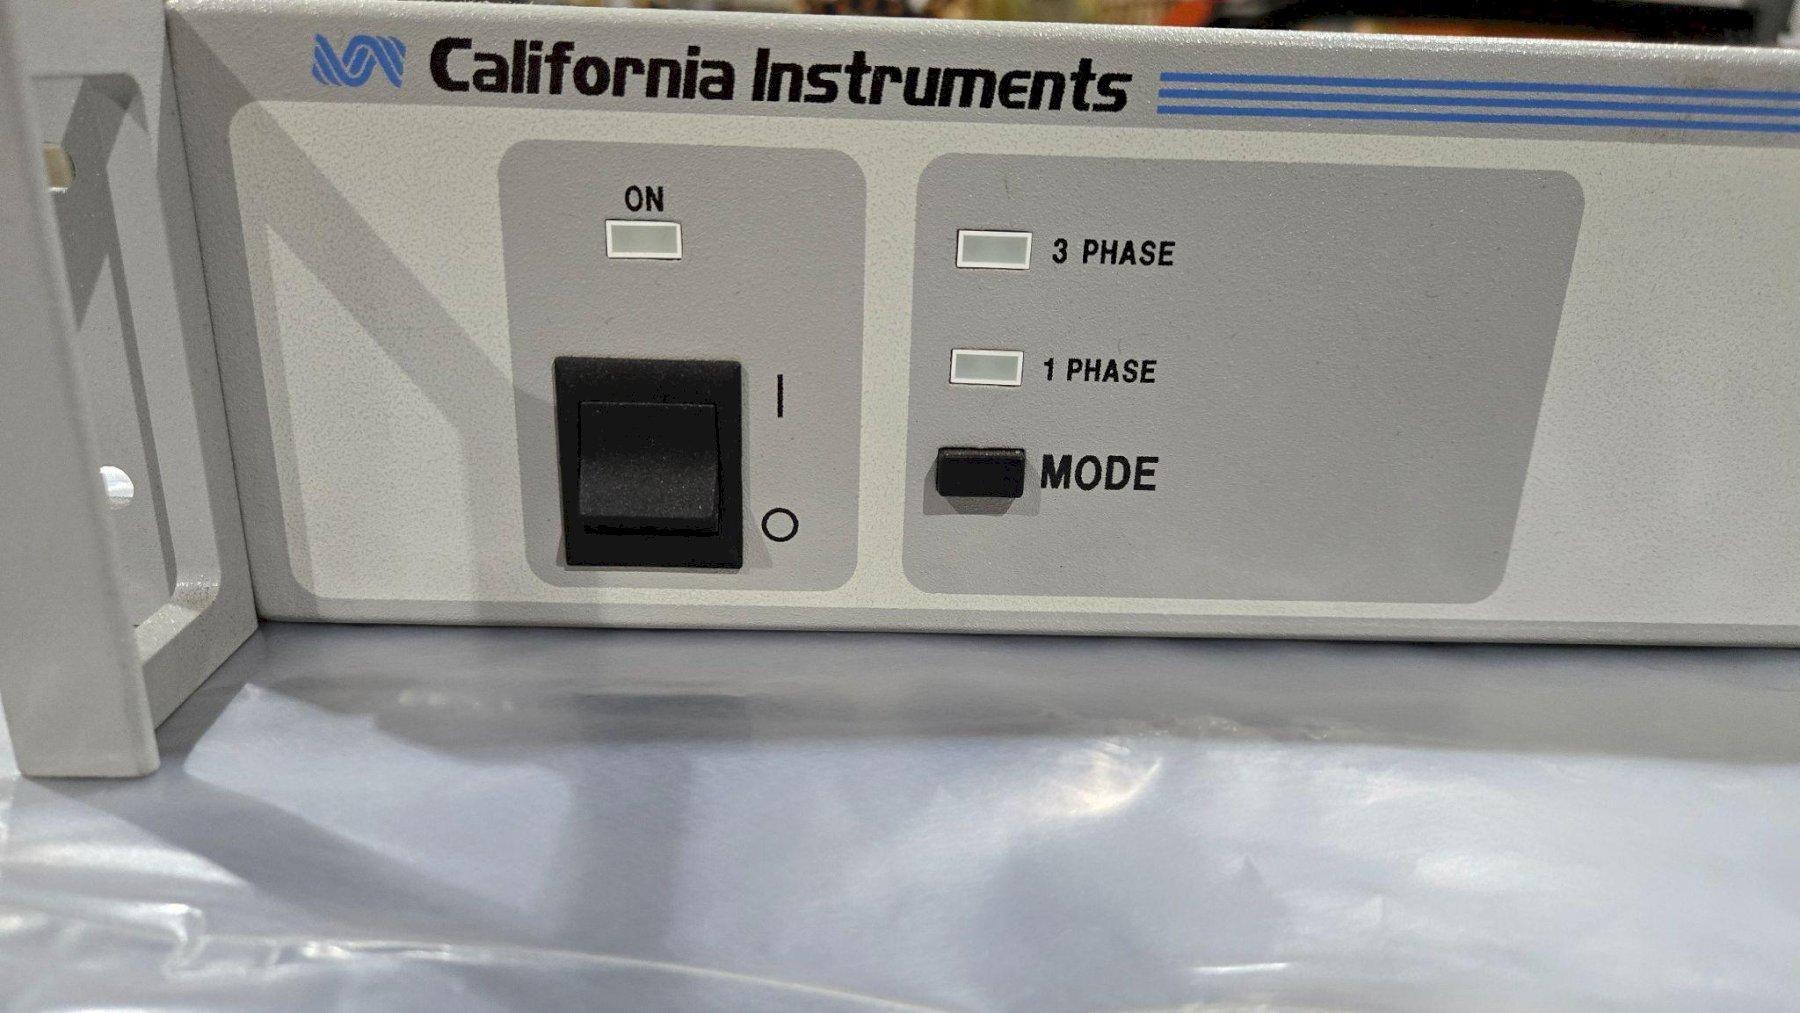 California Instruments
ON
3 PHASE
1 PHASE
MODE